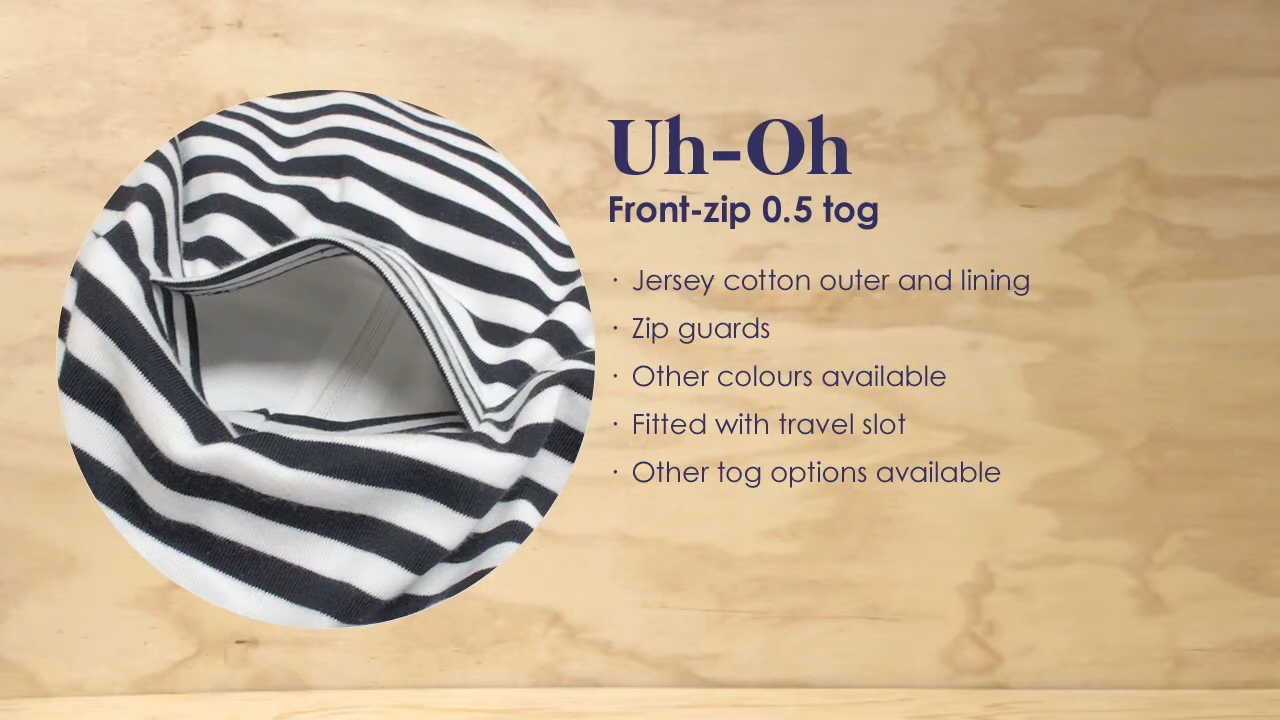 Uh-Oh
Front-zip 0.5 tog
· Jersey cotton outer and lining
· Zip guards
· Other colours available
· Fitted with travel slot
· Other tog options available